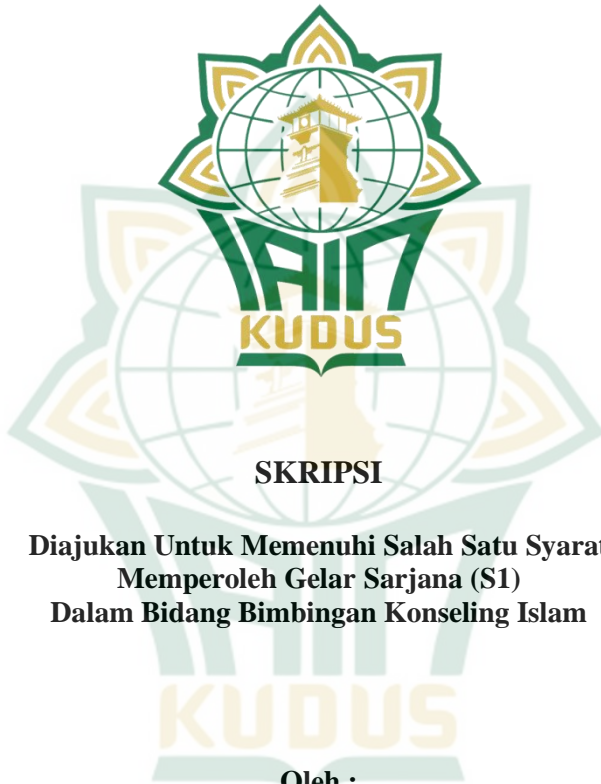 IAIN
KUDUS
SKRIPSI
Diajukan Untuk Memenuhi Salah Satu Syarat
Memperoleh Gelar Sarjana (S1)
Dalam Bidang Bimbingan Konseling Islam
KUDUS
Oleh :